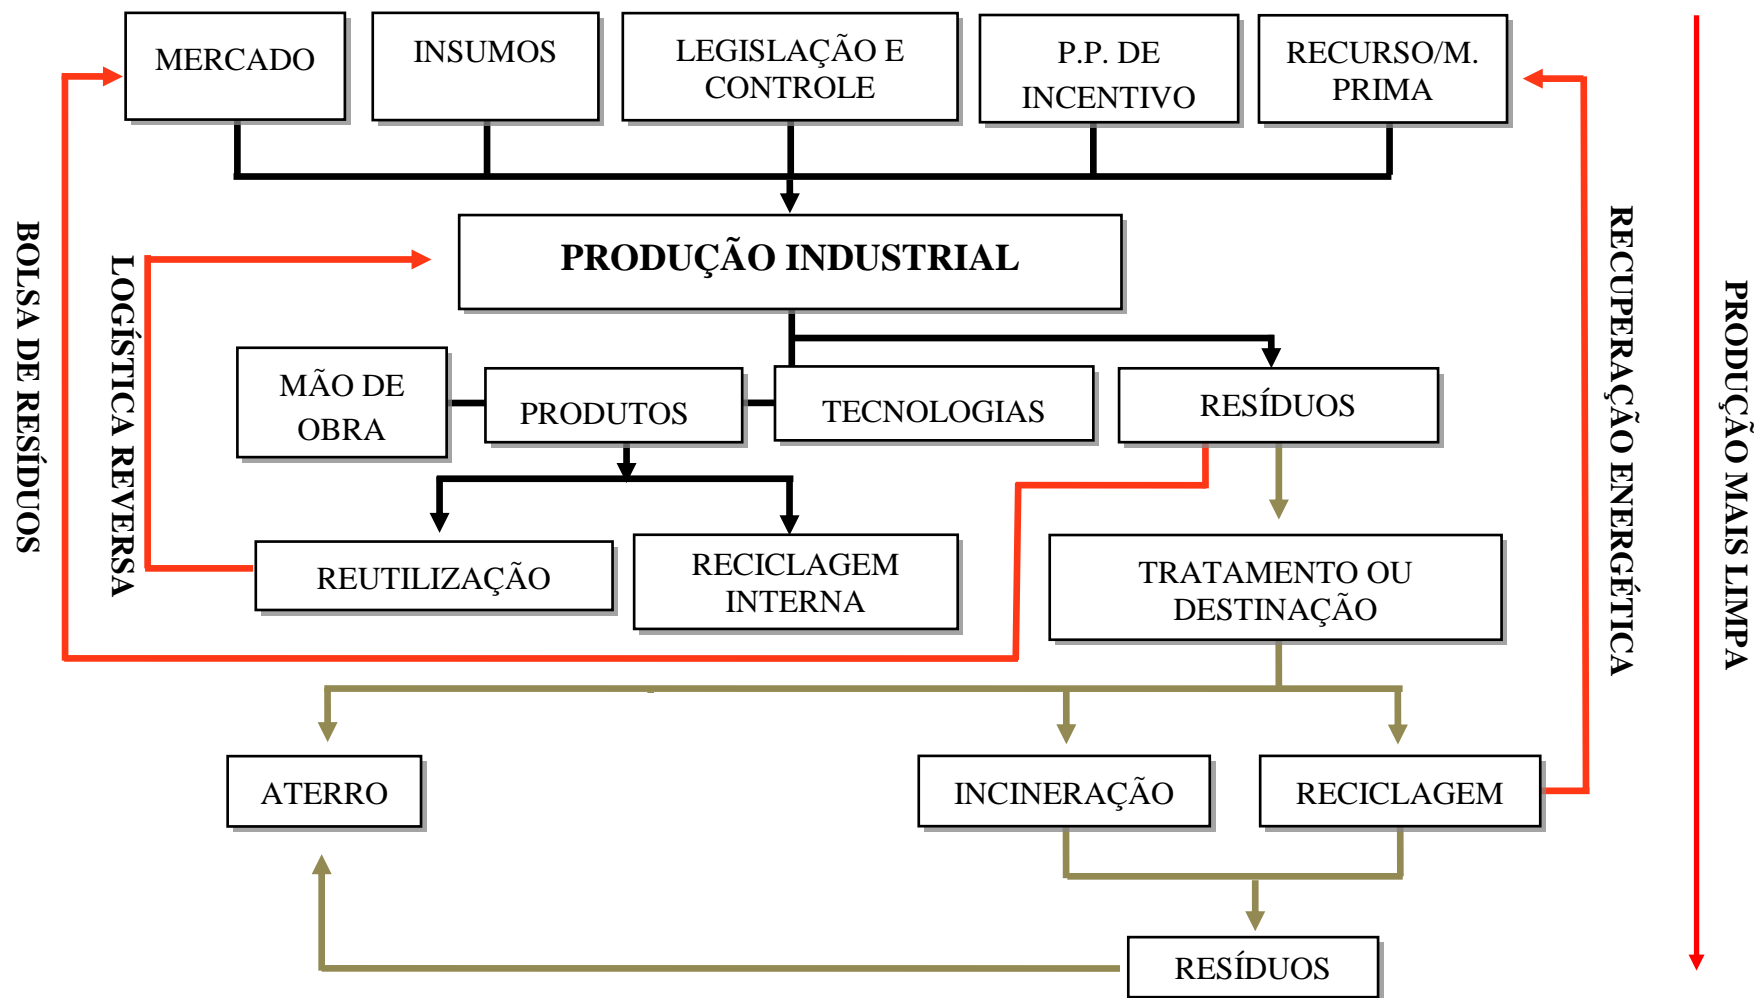 MERCADO
INSUMOS
LEGISLAÇÃO E
CONTROLE
P.P. DE
INCENTIVO
RECURSO/M.
PRIMA
PRODUÇÃO INDUSTRIAL
BOLSA DE RESÍDUOS
LOGÍSTICA REVERSA
RECUPERAÇÃO ENERGÉTICA
PRODUÇÃO MAIS LIMPA
MÃO DE
OBRA
PRODUTOS
TECNOLOGIAS
RESÍDUOS
REUTILIZAÇÃO
RECICLAGEM
INTERNA
TRATAMENTO OU
DESTINAÇÃO
ATERRO
INCINERAÇÃO
RECICLAGEM
RESÍDUOS